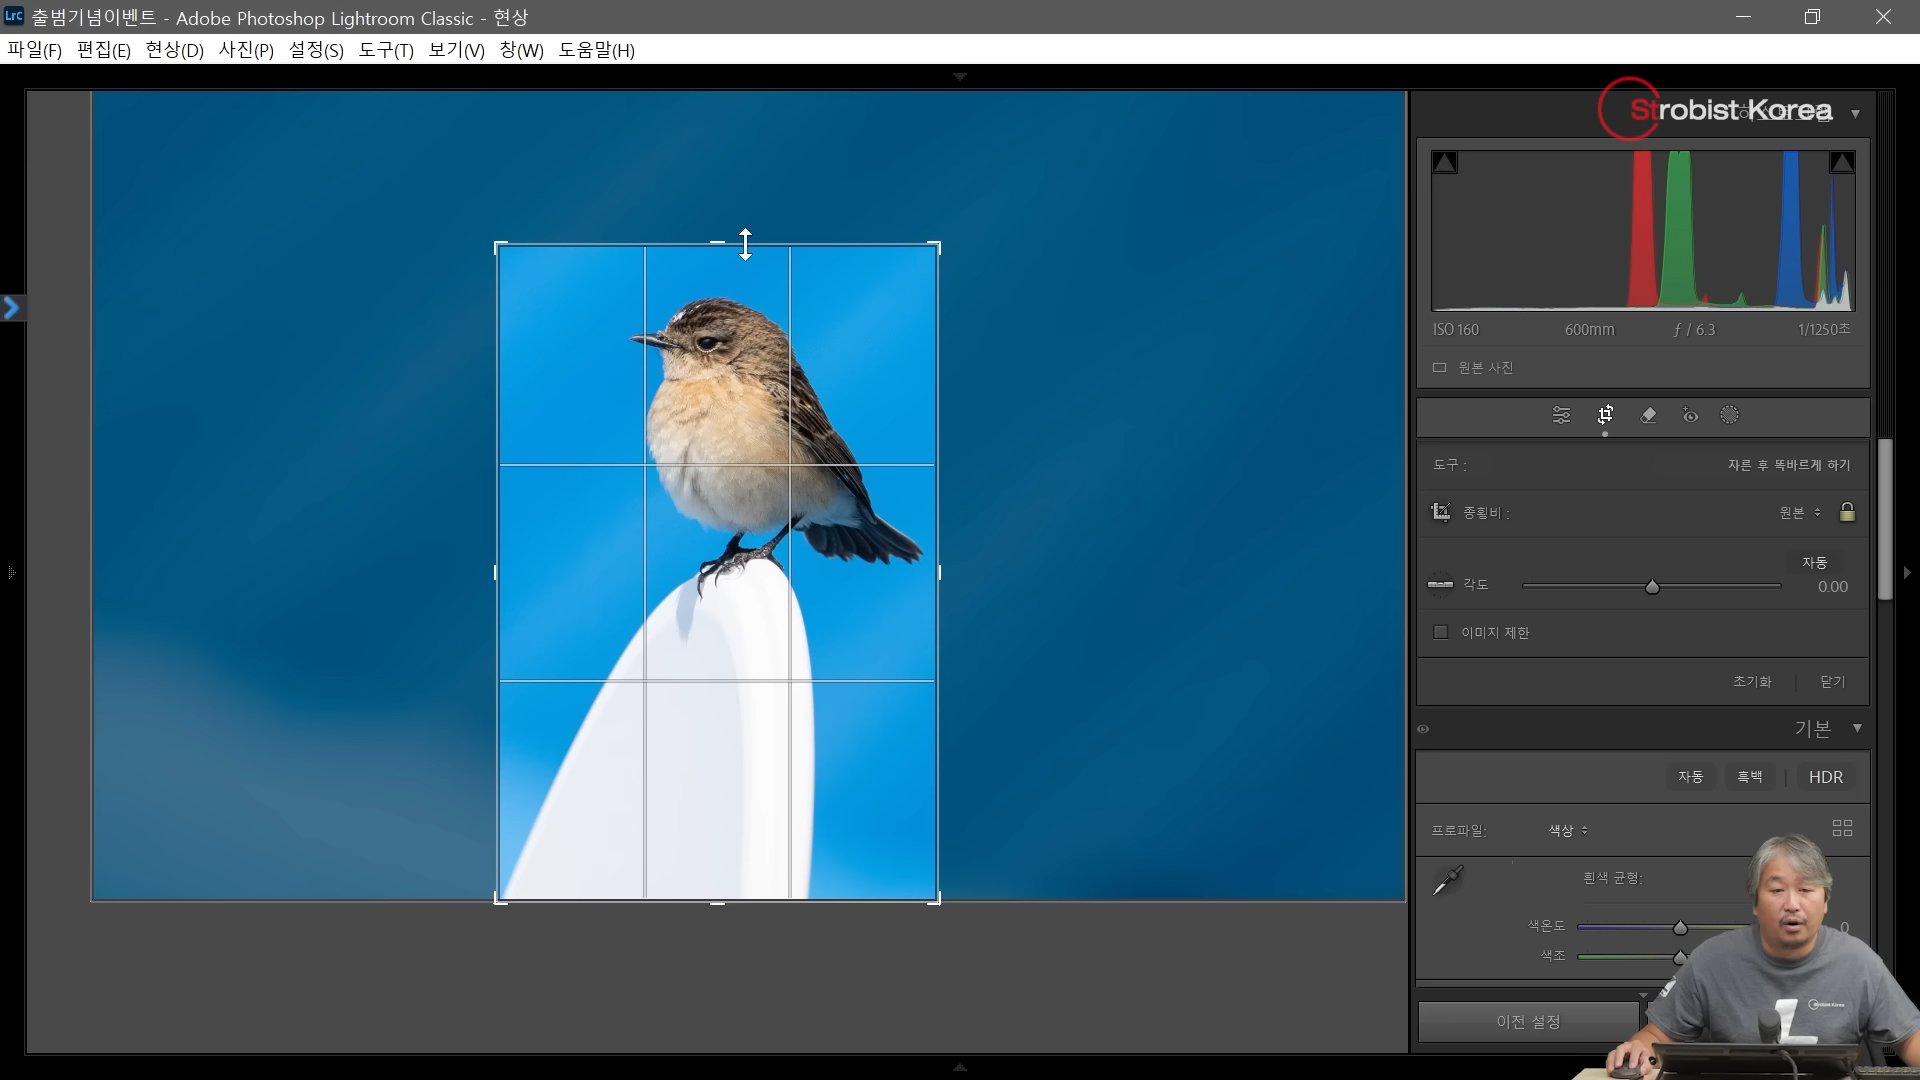 출범기념이벤트 - Adobe Photoshop Lightroom Classic - 현상
파일(F) 편집(E) 현상(D) 사진(P) 설정(S) 도구(T) 보기(V) 창(W) 도움말(H)
Strobist Korea
ISO 160 600mm ƒ / 6.3 1/1250초
원본 사진
도구 : 자른 후 똑바르게 하기
종횡비 : 원본
자동
각도 0.00
이미지 제한
초기화 닫기
기본
자동 흑백 HDR
프로파일: 색상
흰색 균형:
색온도 0
색조
이전 설정